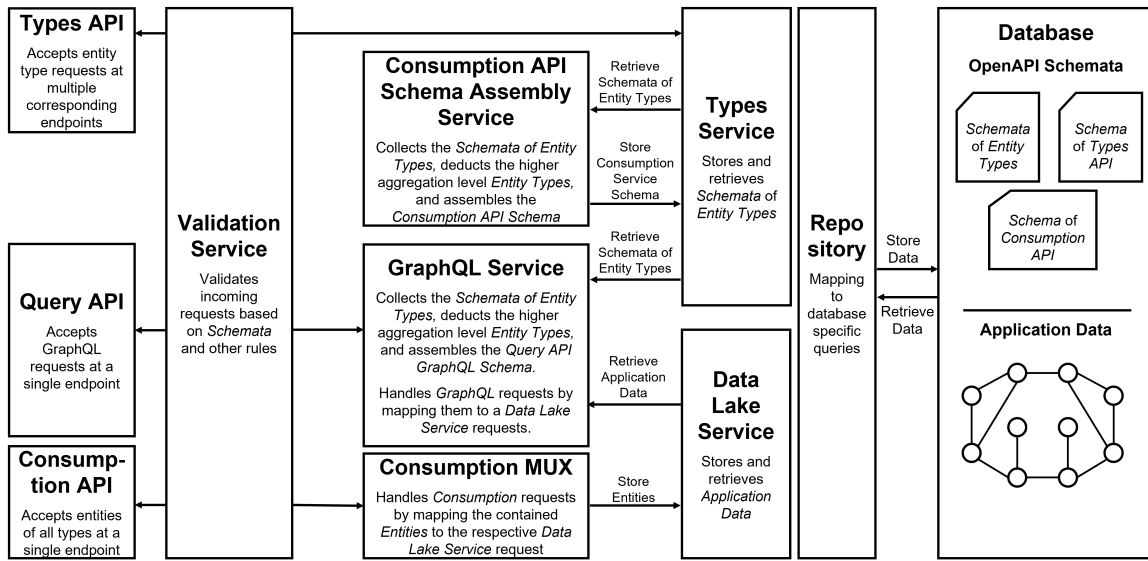 Types API
Accepts entity
type requests at
multiple
corresponding
endpoints
Query API
Accepts
GraphQL
requests at a
single endpoint
Consump-
tion API
Accepts entities
of all types at a
single endpoint
Validation
Service
Validates
incoming
requests based
on Schemata
and other rules
Consumption API
Schema Assembly
Service
Collects the Schemata of Entity
Types, deducts the higher
aggregation level Entity Types,
and assembles the
Consumption API Schema
GraphQL Service
Collects the Schemata of Entity
Types, deducts the higher
aggregation level Entity Types,
and assembles the Query API
GraphQL Schema.
Handles GraphQL requests by
mapping them to a Data Lake
Service requests.
Consumption MUX
Handles Consumption requests
by mapping the contained
Entities to the respective Data
Lake Service request
Retrieve
Schemata of
Entity Types
Store
Consumption
Service
Schema
Retrieve
Schemata of
Entity Types
Retrieve
Application
Data
Store
Entities
Types
Service
Stores and
retrieves
Schemata of
Entity Types
Data
Lake
Service
Stores and
retrieves
Application
Data
Repo
sitory
Mapping
to
database
specific
queries
Store
Data
Retrieve
Data
Database
OpenAPI Schemata
Schemata
of Entity
Types
Schema
of Types
API
Schema of
Consumption
API
Application Data